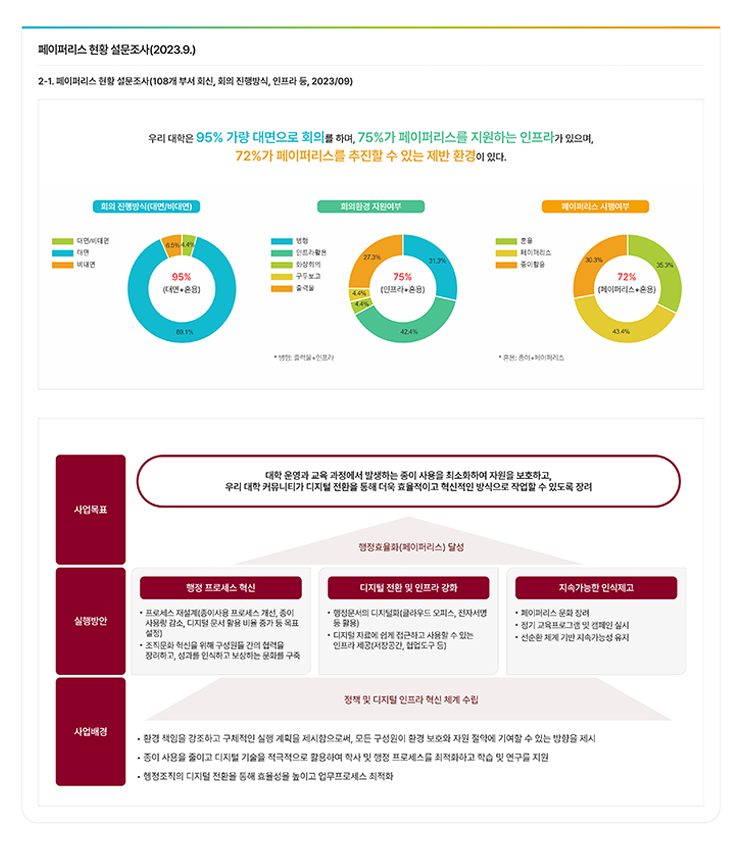 페이퍼리스 현황 설문조사(2023.9.)
2-1. 페이퍼리스 현황 설문조사(108개 부서 회신, 회의 진행방식, 인프라 등, 2023/09)
우리 대학은 95% 가량 대면으로 회의를 하며, 75%가 페이퍼리스를 지원하는 인프라가 있으며,
72%가 페이퍼리스를 추진할 수 있는 제반 환경이 있다.
회의 진행방식(대면/비대면)
대면/비대면
대면
비대면
6.5%
4.4%
95%
(대면+혼용)
89.1%
회의환경 지원여부
병행
인프라활용
화상회의
구두보고
출력물
27.3%
31.3%
4.4%
4.4%
75%
(인프라+혼용)
42.4%
* 병행: 출력물+인프라
페이퍼리스 시행여부
혼용
페이퍼리스
종이활용
30.3%
35.3%
72%
(페이퍼리스+혼용)
43.4%
* 혼용: 종이+페이퍼리스
사업목표
대학 운영과 교육 과정에서 발생하는 종이 사용을 최소화하여 자원을 보호하고,
우리 대학 커뮤니티가 디지털 전환을 통해 더욱 효율적이고 혁신적인 방식으로 작업할 수 있도록 장려
행정효율화(페이퍼리스) 달성
실행방안
행정 프로세스 혁신
• 프로세스 재설계(종이사용 프로세스 개선, 종이
사용량 감소, 디지털 문서 활용 비율 증가 등 목표
설정)
• 조직문화 혁신을 위해 구성원들 간의 협력을
장려하고, 성과를 인식하고 보상하는 문화를 구축
디지털 전환 및 인프라 강화
• 행정문서의 디지털화(클라우드 오피스, 전자서명
등 활용)
• 디지털 자료에 쉽게 접근하고 사용할 수 있는
인프라 제공(저장공간, 협업도구 등)
지속가능한 인식제고
• 페이퍼리스 문화 장려
• 정기 교육프로그램 및 캠페인 실시
• 선순환 체계 기반 지속가능성 유지
정책 및 디지털 인프라 혁신 체계 수립
사업배경
• 환경 책임을 강조하고 구체적인 실행 계획을 제시함으로써, 모든 구성원이 환경 보호와 자원 절약에 기여할 수 있는 방향을 제시
• 종이 사용을 줄이고 디지털 기술을 적극적으로 활용하여 학사 및 행정 프로세스를 최적화하고 학습 및 연구를 지원
• 행정조직의 디지털 전환을 통해 효율성을 높이고 업무프로세스 최적화